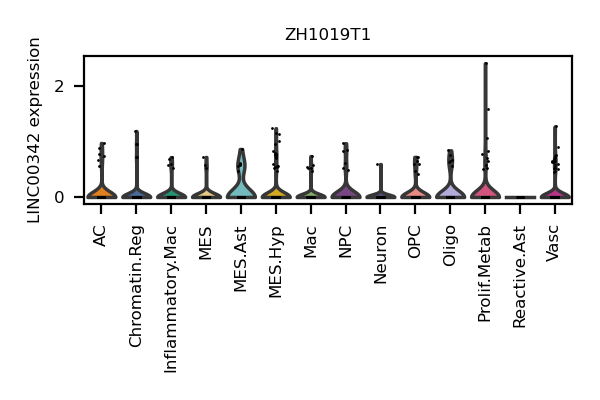 ZH1019T1
LINC00342 expression
2
0
AC
Chromatin.Reg
Inflammatory.Mac
MES
MES.Ast
MES.Hyp
Mac
NPC
Neuron
OPC
Oligo
Prolif.Metab
Reactive.Ast
Vasc